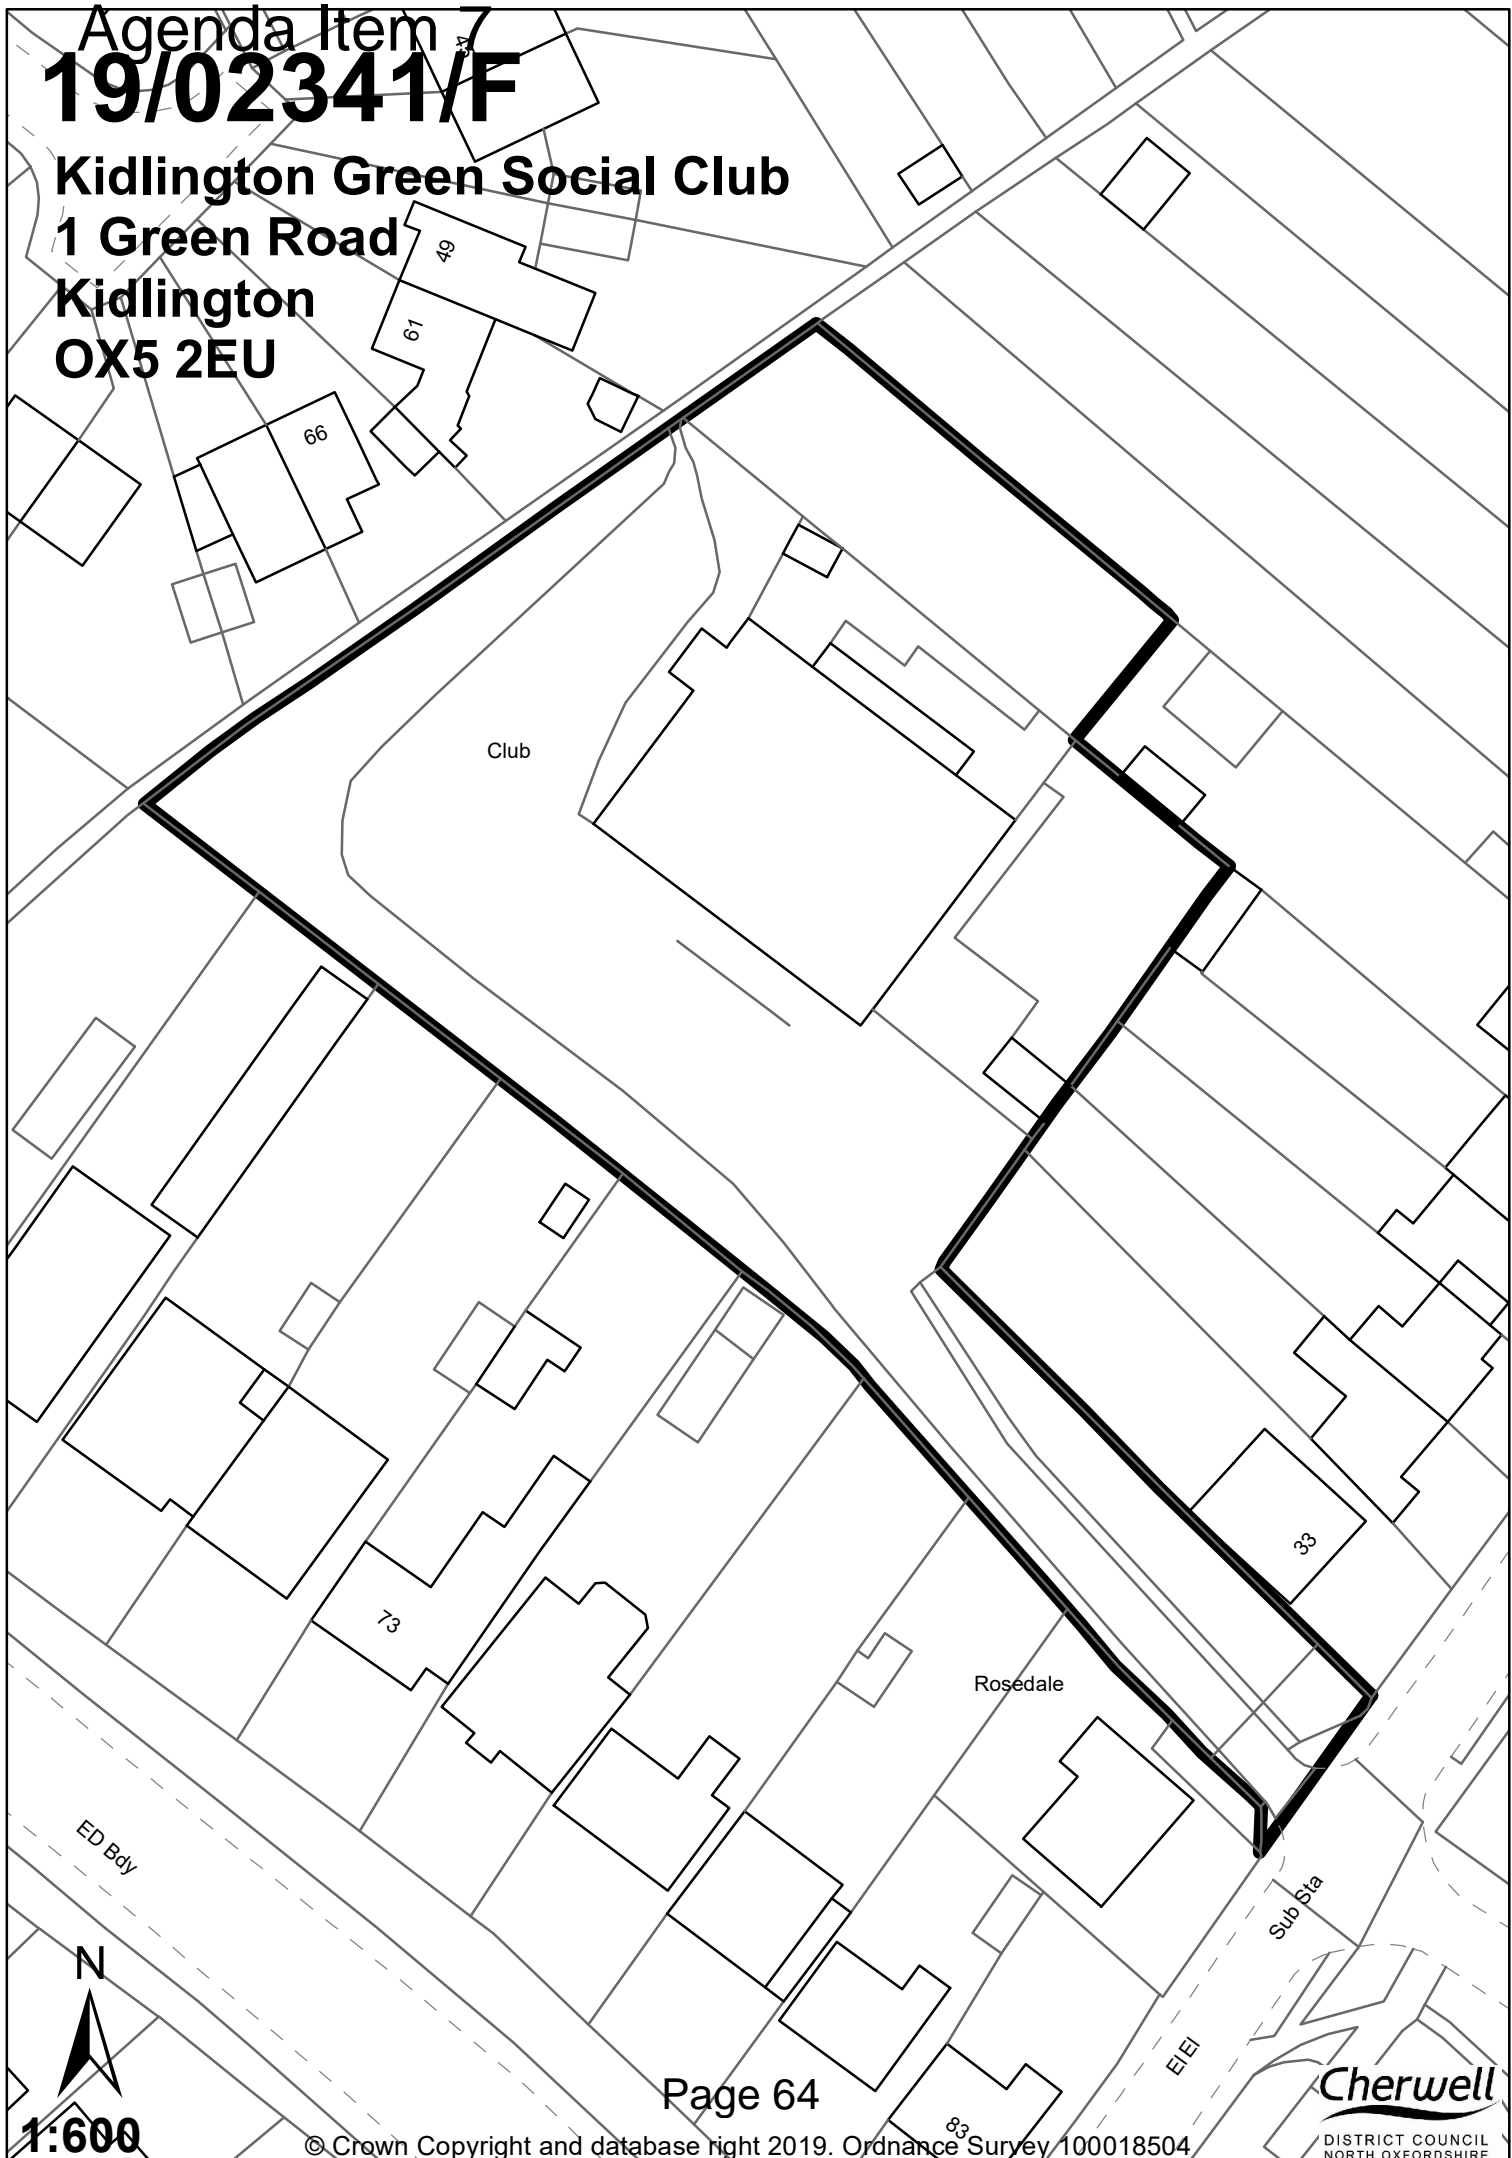 Agenda Item 7
19/02341/F
Kidlington Green Social Club
1 Green Road
Kidlington
OX5 2EU
54
49
61
66
Club
33
73
Rosedale
ED Bdy
Sub Sta
El El
83
N
1:600
Page 64
© Crown Copyright and database right 2019. Ordnance Survey 100018504
Cherwell
DISTRICT COUNCIL
NORTH OXFORDSHIRE